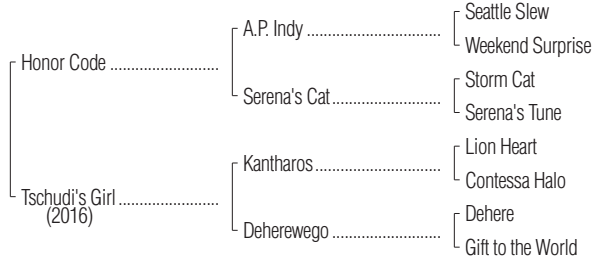 Seattle Slew
A.P. Indy ..............................
Weekend Surprise
Honor Code ........................
Storm Cat
Serena's Cat ........................
Serena's Tune
Lion Heart
Kantharos ............................
Contessa Halo
Tschudi's Girl ......................
(2016)
Dehere
Deherewego ........................
Gift to the World